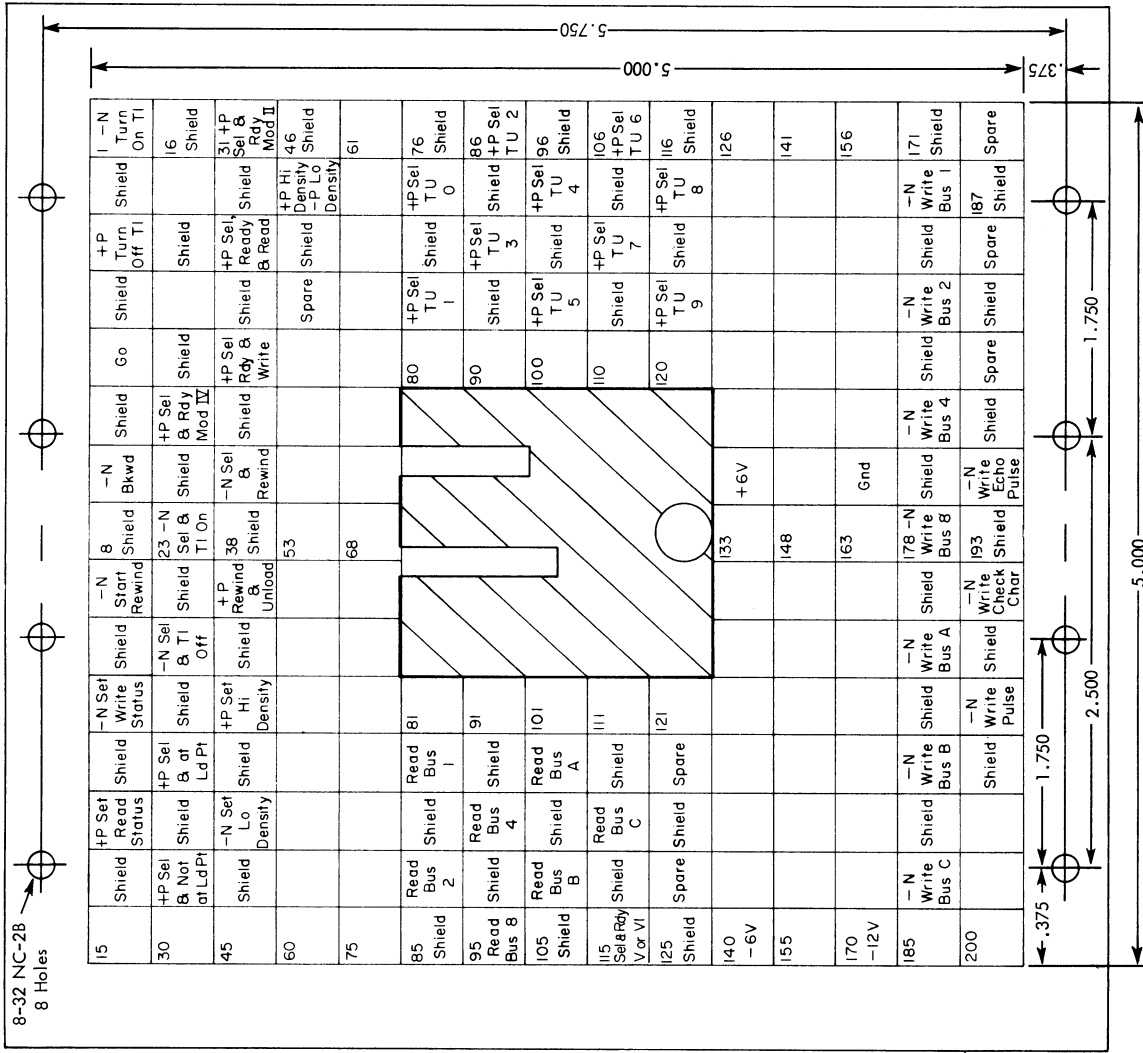 8-32 NC-2B
8 Holes
15
Shield
+P Set
Read
Status
Shield
-N Set
Write
Status
Shield
-N
Start
Rewind
8
Shield
-N
Bkwd
Shield
Go
Shield
+P
Turn
Off TI
Shield
1 -N
Turn
On TI
30
+P Sel
& Not
at Ld Pt
Shield
+P Sel
& at
Ld Pt
Shield
-N Sel
& TI
Off
Shield
23 -N
Sel &
TI On
Shield
+P Sel
& Rdy
Mod IV
Shield
Shield
16
Shield
45
Shield
-N Set
Lo
Density
Shield
+P Set
Hi
Density
Shield
+P
Rewind
&
Unload
38
Shield
-N Sel
&
Rewind
Shield
+P Sel
Rdy &
Write
Shield
+P Sel,
Ready
& Read
Shield
31 +P
Sel &
Rdy
Mod II
60
53
Spare
Shield
+P Hi
Density
-P Lo
Density
46
Shield
75
68
61
85
Shield
Read
Bus
2
Shield
Read
Bus
1
81
80
+P Sel
TU
1
Shield
+P Sel
TU
0
76
Shield
95
Read
Bus 8
Shield
Read
Bus
4
Shield
91
90
Shield
+P Sel
TU
3
Shield
86
+P Sel
TU 2
105
Shield
Read
Bus
B
Shield
Read
Bus
A
101
100
+P Sel
TU
5
Shield
+P Sel
TU
4
96
Shield
115
Sel & Rdy
V or VI
Shield
Read
Bus
C
Shield
111
110
Shield
+P Sel
TU
7
Shield
106
+P Sel
TU 6
125
Shield
Spare
Shield
Spare
121
120
+P Sel
TU
9
Shield
+P Sel
TU
8
116
Shield
140
-6V
133
+6V
126
155
148
141
170
-12V
163
Gnd
156
185
-N
Write
Bus C
Shield
-N
Write
Bus B
Shield
-N
Write
Bus A
Shield
178 -N
Write
Bus 8
Shield
-N
Write
Bus 4
Shield
-N
Write
Bus 2
Shield
-N
Write
Bus 1
171
Shield
200
Shield
-N
Write
Pulse
Shield
-N
Write
Check
Char
193
Shield
-N
Write
Echo
Pulse
Shield
Spare
Shield
Spare
187
Shield
Spare
5.750
5.000
.375
.375
1.750
2.500
1.750
5.000